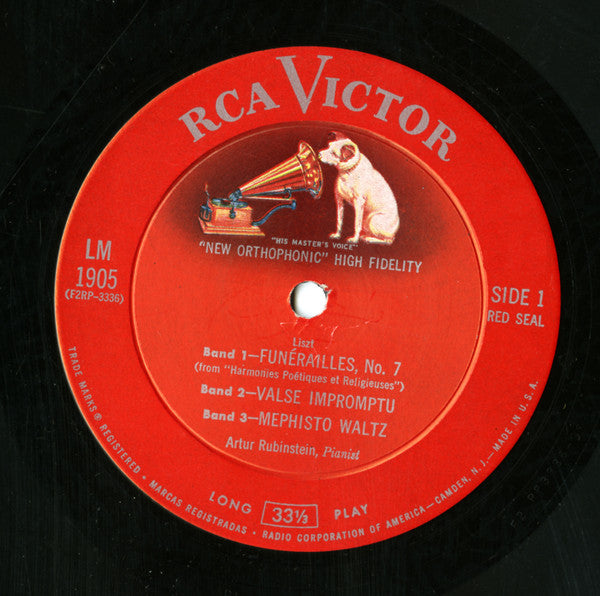 RCA VICTOR
"HIS MASTER'S VOICE"
"NEW ORTHOPHONIC" HIGH FIDELITY
LM
1905
(F2RP-3336)
SIDE 1
RED SEAL
Liszt
Band 1—FUNÉRAILLES, No. 7
(from "Harmonies Poétiques et Religieuses")
Band 2—VALSE IMPROMPTU
Band 3—MEPHISTO WALTZ
Artur Rubinstein, Pianist
LONG 33⅓ PLAY
TRADE MARKS ® REGISTERED • MARCAS REGISTRADAS • RADIO CORPORATION OF AMERICA—CAMDEN, N. J.—MADE IN U.S.A.